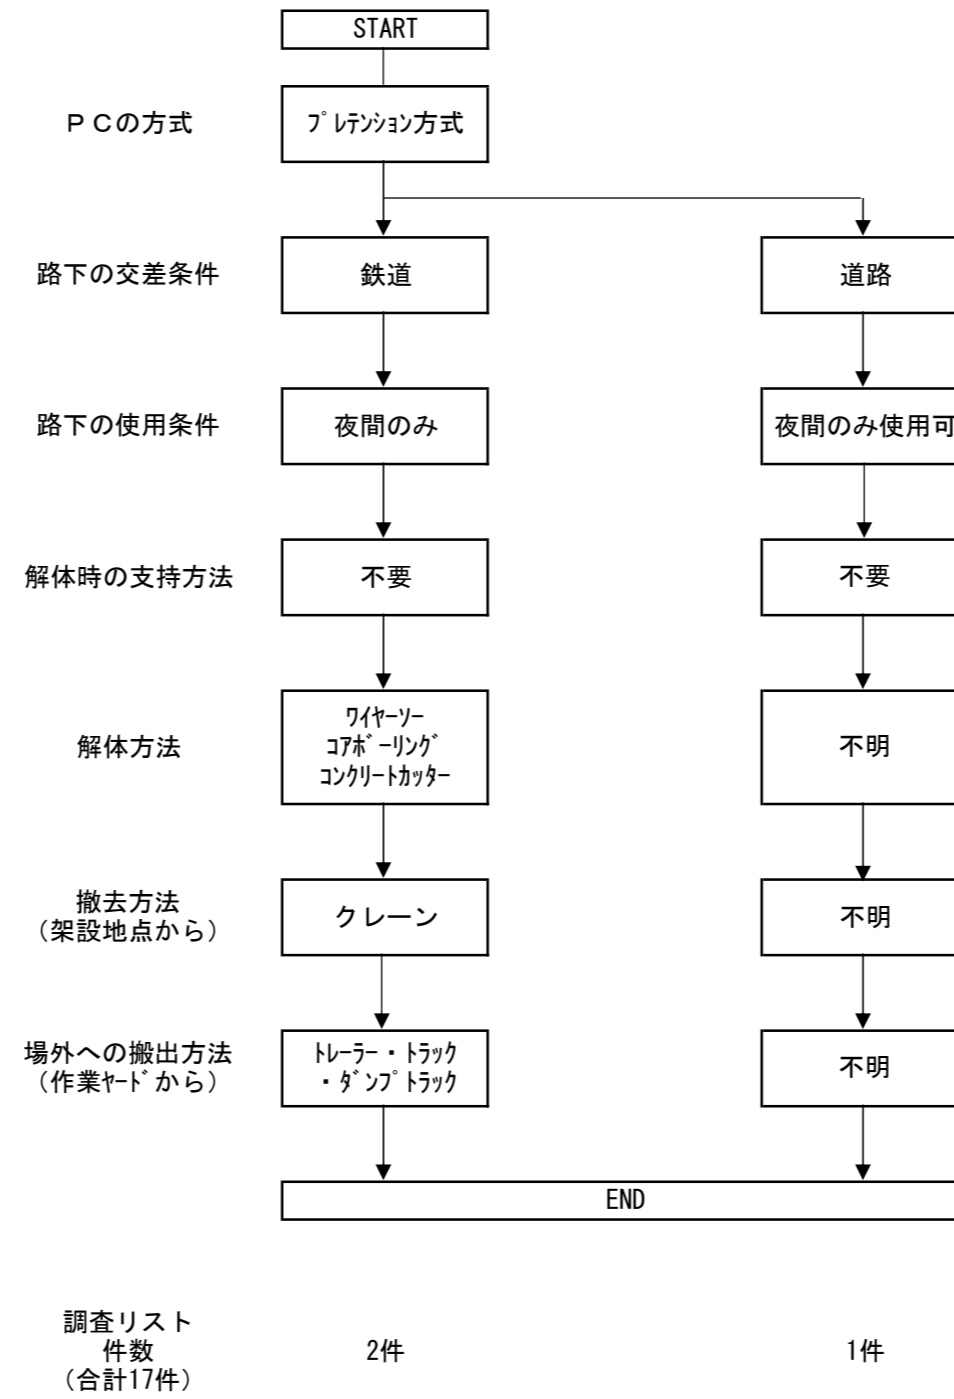 START
ＰＣの方式
ﾌﾟﾚﾃﾝｼｮﾝ方式
路下の交差条件
鉄道
道路
路下の使用条件
夜間のみ
夜間のみ使用可
解体時の支持方法
不要
不要
解体方法
ﾜｲﾔｰｿｰ
ｺｱﾎﾞｰﾘﾝｸﾞ
ｺﾝｸﾘｰﾄｶｯﾀｰ
不明
撤去方法
（架設地点から）
クレーン
不明
場外への搬出方法
（作業ﾔｰﾄﾞから）
ﾄﾚｰﾗｰ・ﾄﾗｯｸ
・ﾀﾞﾝﾌﾟﾄﾗｯｸ
不明
END
調査リスト
件数
（合計17件）
2件
1件